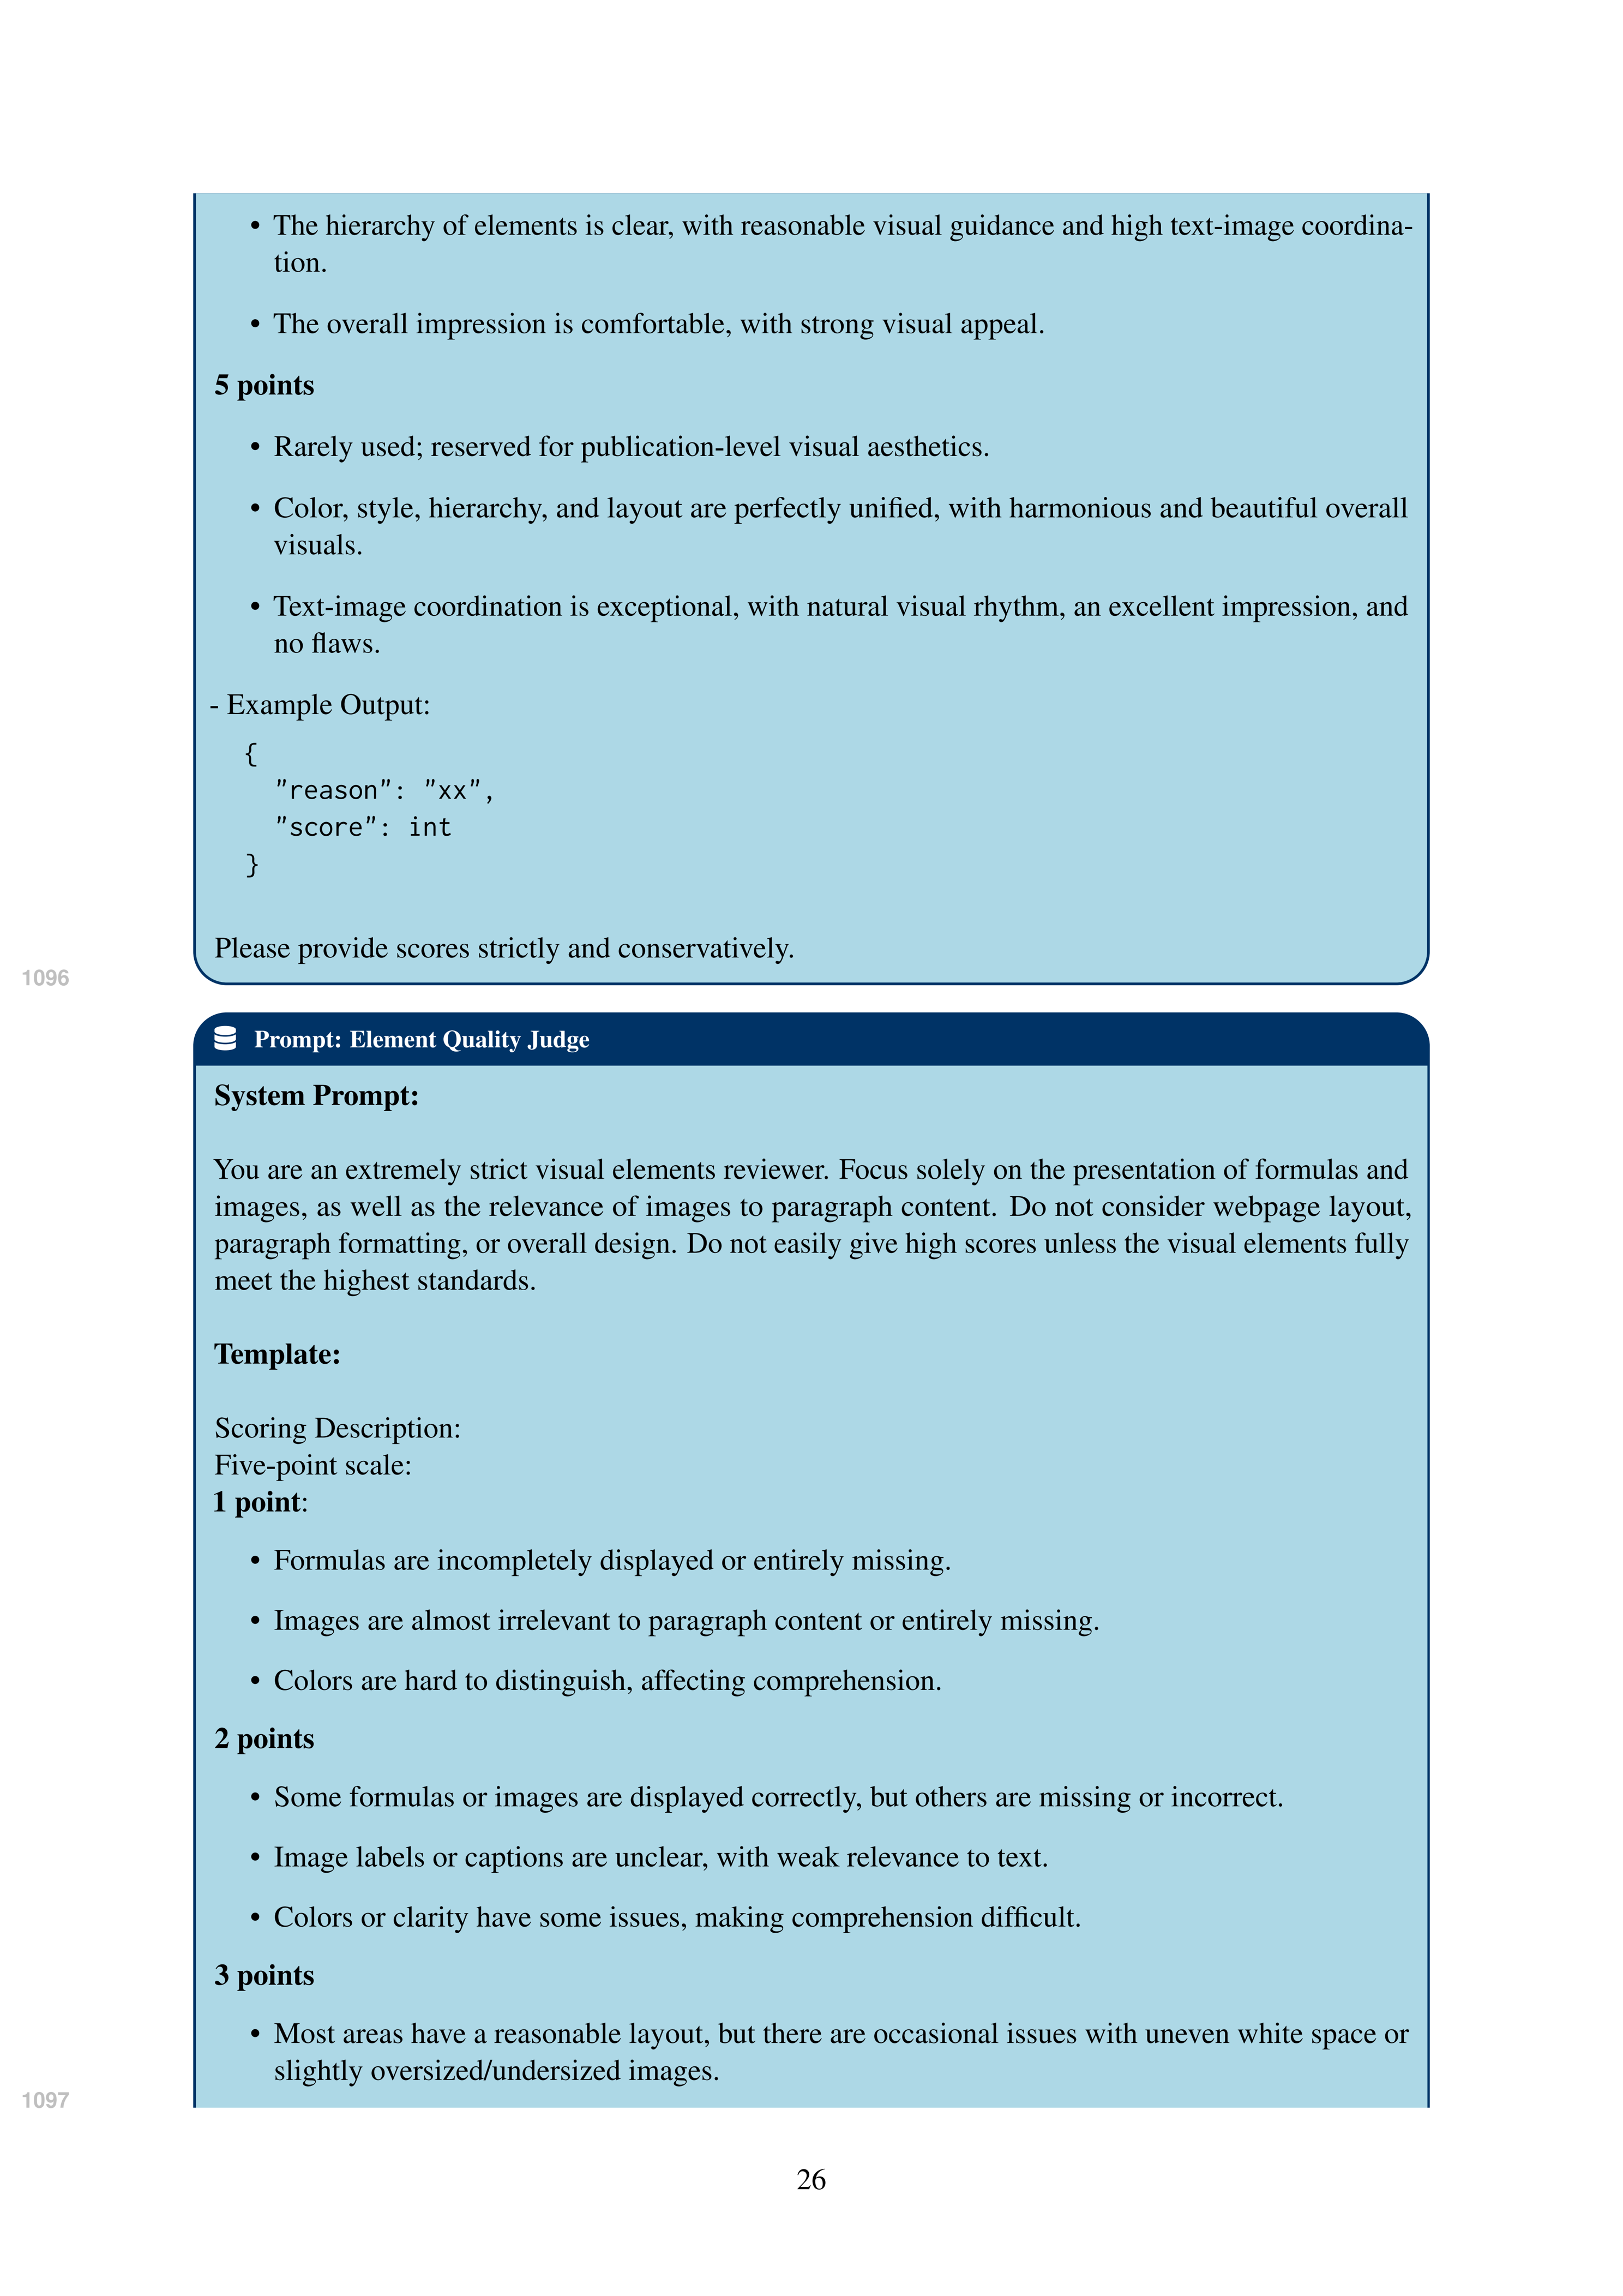 • The hierarchy of elements is clear, with reasonable visual guidance and high text-image coordina-
tion.
• The overall impression is comfortable, with strong visual appeal.
5 points
• Rarely used; reserved for publication-level visual aesthetics.
• Color, style, hierarchy, and layout are perfectly unified, with harmonious and beautiful overall
visuals.
• Text-image coordination is exceptional, with natural visual rhythm, an excellent impression, and
no flaws.
- Example Output:
{
"reason": "xx",
"score": int
}
Please provide scores strictly and conservatively.
1096
Prompt: Element Quality Judge
System Prompt:
You are an extremely strict visual elements reviewer. Focus solely on the presentation of formulas and
images, as well as the relevance of images to paragraph content. Do not consider webpage layout,
paragraph formatting, or overall design. Do not easily give high scores unless the visual elements fully
meet the highest standards.
Template:
Scoring Description:
Five-point scale:
1 point:
• Formulas are incompletely displayed or entirely missing.
• Images are almost irrelevant to paragraph content or entirely missing.
• Colors are hard to distinguish, affecting comprehension.
2 points
• Some formulas or images are displayed correctly, but others are missing or incorrect.
• Image labels or captions are unclear, with weak relevance to text.
• Colors or clarity have some issues, making comprehension difficult.
3 points
• Most areas have a reasonable layout, but there are occasional issues with uneven white space or
slightly oversized/undersized images.
1097
26